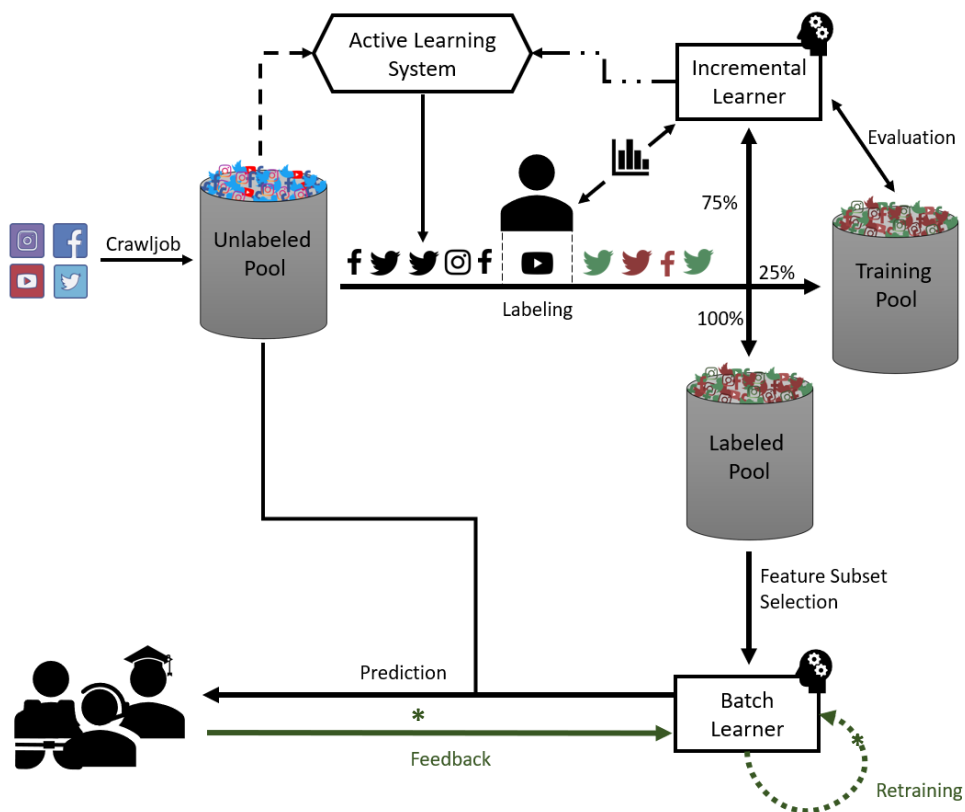 Active Learning
System
Incremental
Learner
Evaluation
75%
Crawljob
Unlabeled
Pool
25%
Training
Pool
Labeling
100%
Labeled
Pool
Feature Subset
Selection
Prediction
*
Feedback
Batch
Learner
*
Retraining